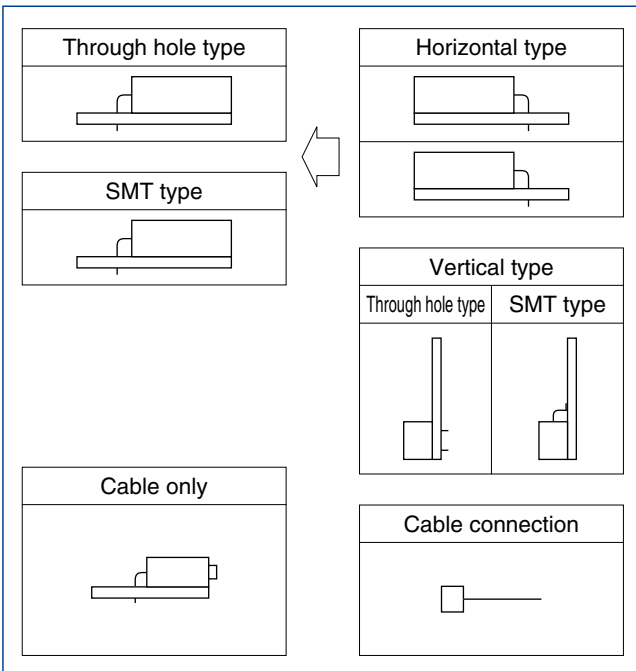 Through hole type
Horizontal type
SMT type
Vertical type
Through hole type
SMT type
Cable only
Cable connection